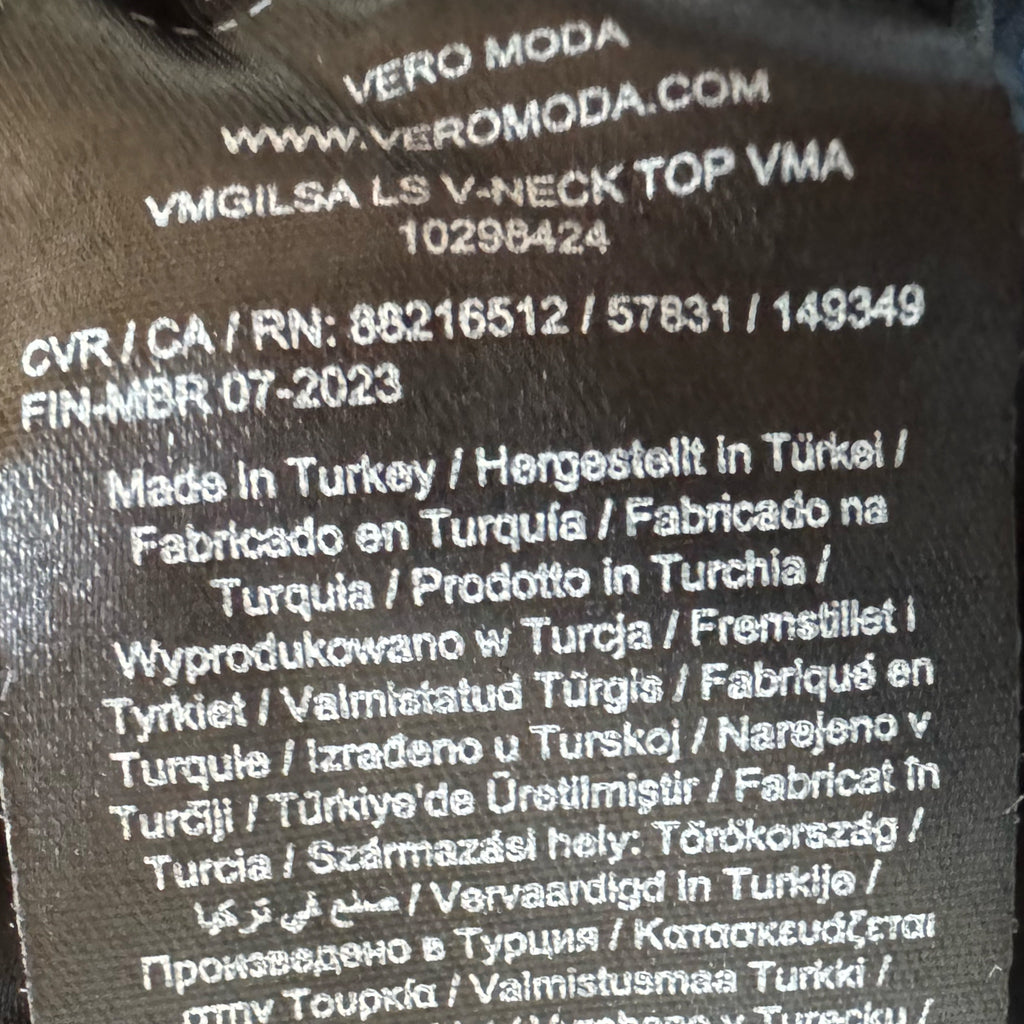 VERO MODA
WWW.VEROMODA.COM
VMGILSA LS V-NECK TOP VMA
10298424
CVR / CA / RN: 88216512 / 57831 / 149349
FIN-MBR 07-2023
Made in Turkey / Hergestellt in Türkei /
Fabricado en Turquía / Fabricado na
Turquia / Prodotto in Turchia /
Wyprodukowano w Turcja / Fremstillet i
Tyrkiet / Valmistatud Türgis / Fabriqué en
Turquie / Izrađeno u Turskoj / Narejeno v
Turčiji / Türkiye'de Üretilmiştir / Fabricat în
Turcia / Származási hely: Törökország /
صنع في تركيا / Vervaardigd in Turkije /
Произведено в Турция / Κατασκευάζεται
στην Τουρκία / Valmistusmaa Turkki /
Vyrobeno v Turecku /